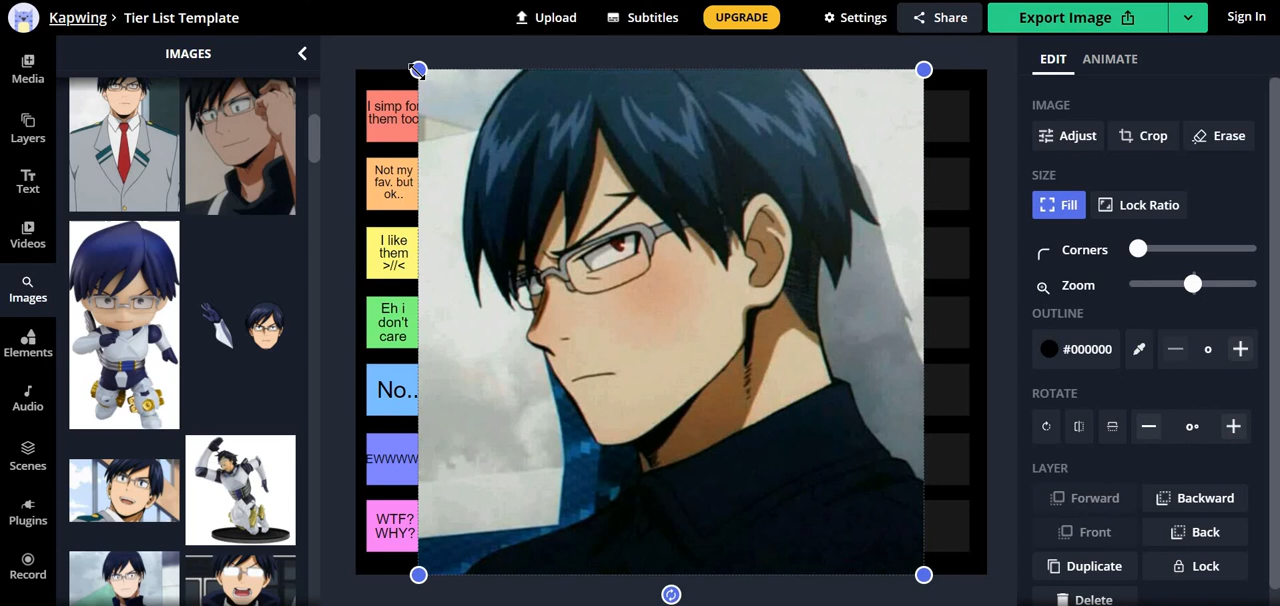 Kapwing › Tier List Template
Upload
Subtitles
UPGRADE
Settings
Share
Export Image
Sign In
Media
Layers
Text
Videos
Images
Elements
Audio
Scenes
Plugins
Record
IMAGES
I simp for
them too
Not my
fav. but
ok..
I like
them
>//<
Eh i
don't
care
No..
EWWWW
WTF?
WHY?
EDIT
ANIMATE
IMAGE
Adjust
Crop
Erase
SIZE
Fill
Lock Ratio
Corners
Zoom
OUTLINE
#000000
— 0 +
ROTATE
— 0° +
LAYER
Forward
Backward
Front
Back
Duplicate
Lock
Delete